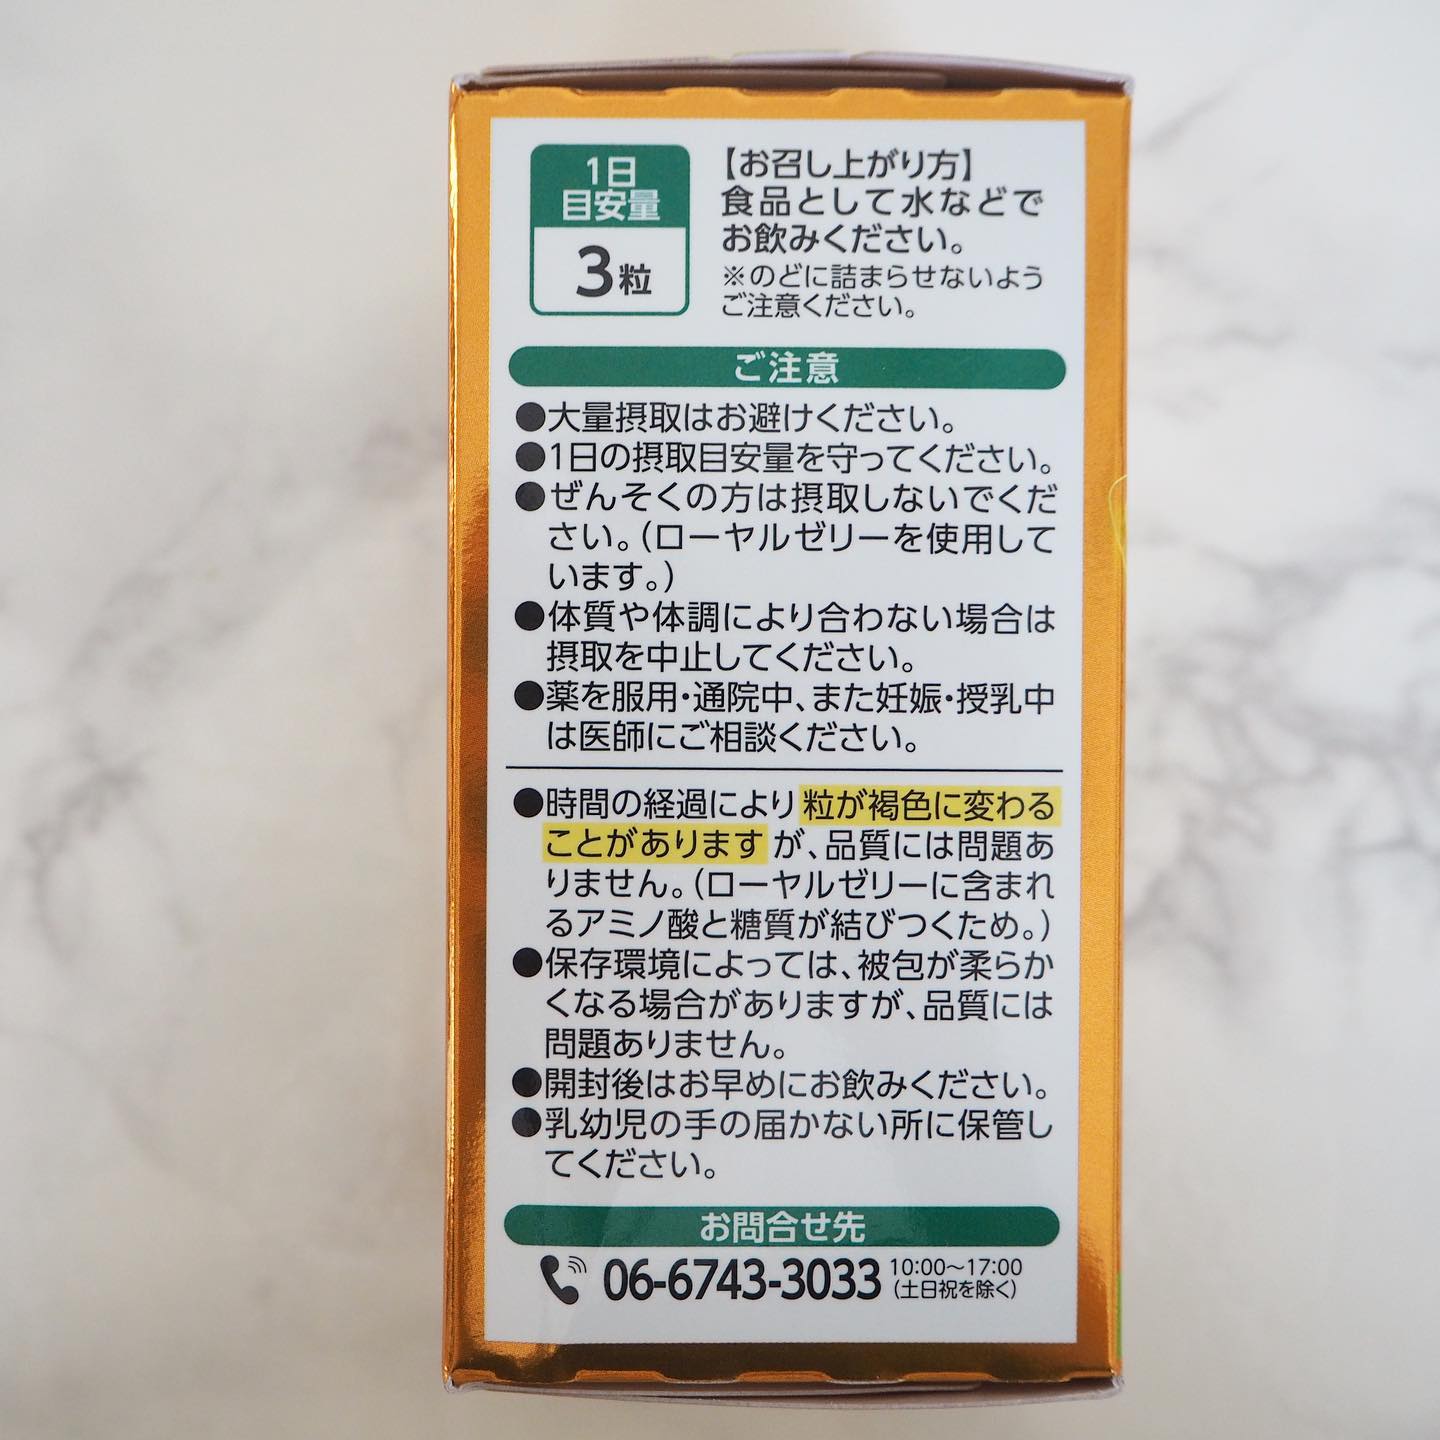 1日
目安量
3粒
【お召し上がり方】
食品として水などで
お飲みください。
※のどに詰まらせないよう
ご注意ください。
ご注意
●大量摂取はお避けください。
●1日の摂取目安量を守ってください。
●ぜんそくの方は摂取しないでくだ
さい。(ローヤルゼリーを使用して
います。)
●体質や体調により合わない場合は
摂取を中止してください。
●薬を服用・通院中、また妊娠・授乳中
は医師にご相談ください。
●時間の経過により粒が褐色に変わる
ことがありますが、品質には問題あ
りません。(ローヤルゼリーに含まれ
るアミノ酸と糖質が結びつくため。)
●保存環境によっては、被包が柔らか
くなる場合がありますが、品質には
問題ありません。
●開封後はお早めにお飲みください。
●乳幼児の手の届かない所に保管し
てください。
お問合せ先
06-6743-3033 10:00~17:00
(土日祝を除く)